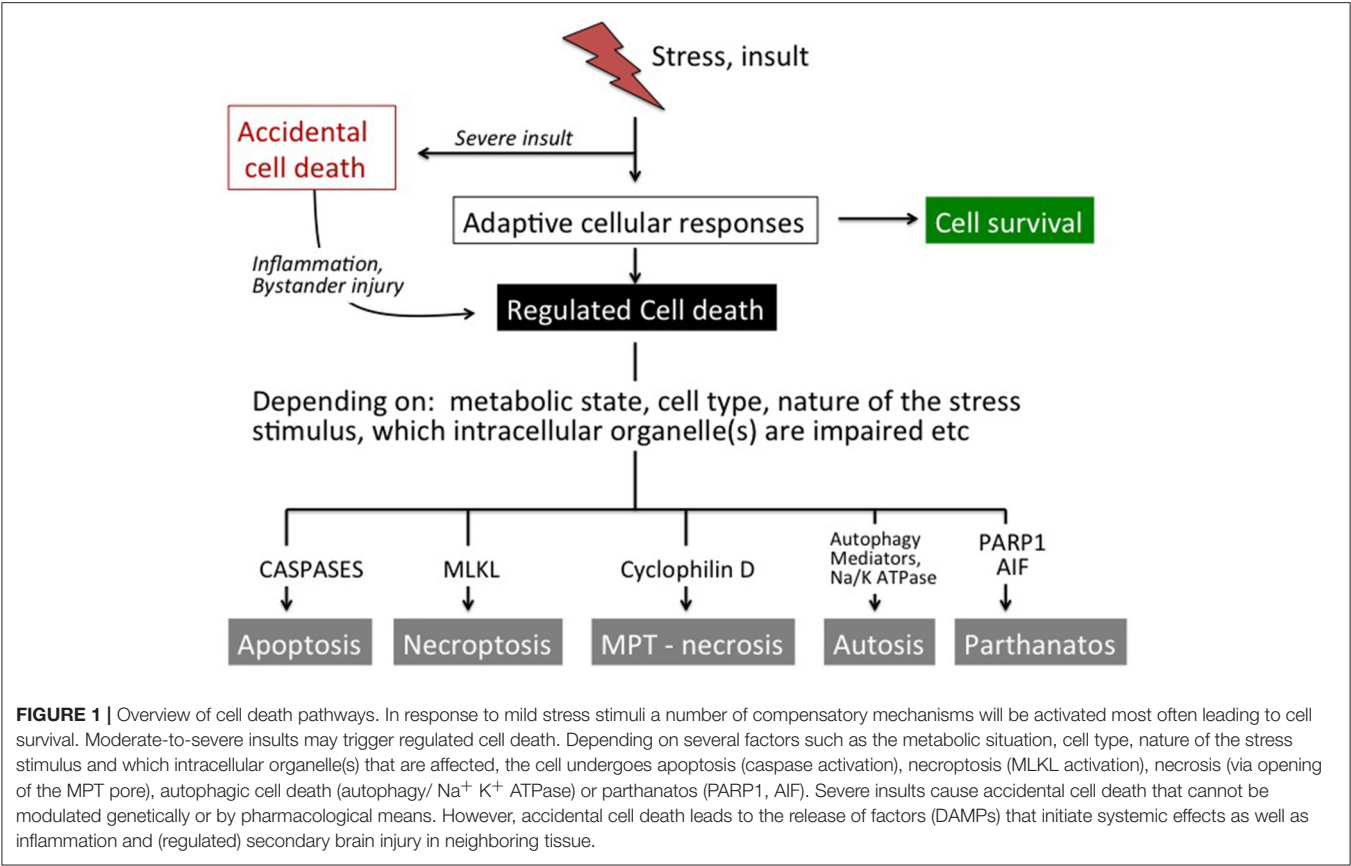 Stress, insult
Accidental
cell death
Severe insult
Adaptive cellular responses
Cell survival
Inflammation,
Bystander injury
Regulated Cell death
Depending on:  metabolic state, cell type, nature of the stress
stimulus, which intracellular organelle(s) are impaired etc
CASPASES
MLKL
Cyclophilin D
Autophagy
Mediators,
Na/K ATPase
PARP1
AIF
Apoptosis
Necroptosis
MPT - necrosis
Autosis
Parthanatos
FIGURE 1 | Overview of cell death pathways. In response to mild stress stimuli a number of compensatory mechanisms will be activated most often leading to cell
survival. Moderate-to-severe insults may trigger regulated cell death. Depending on several factors such as the metabolic situation, cell type, nature of the stress
stimulus and which intracellular organelle(s) that are affected, the cell undergoes apoptosis (caspase activation), necroptosis (MLKL activation), necrosis (via opening
of the MPT pore), autophagic cell death (autophagy/ Na⁺ K⁺ ATPase) or parthanatos (PARP1, AIF). Severe insults cause accidental cell death that cannot be
modulated genetically or by pharmacological means. However, accidental cell death leads to the release of factors (DAMPs) that initiate systemic effects as well as
inflammation and (regulated) secondary brain injury in neighboring tissue.